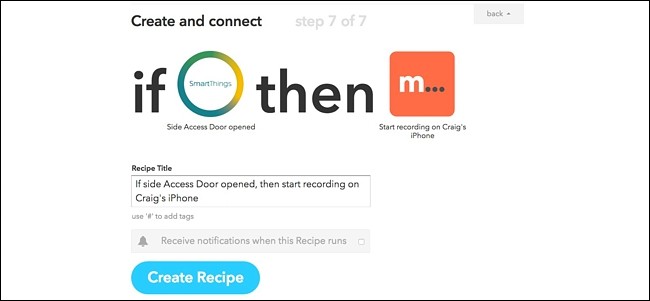 Create and connect step 7 of 7
back
if SmartThings then m...
Side Access Door opened
Start recording on Craig's
iPhone
Recipe Title
If side Access Door opened, then start recording on
Craig's iPhone
use '#' to add tags
Receive notifications when this Recipe runs
Create Recipe